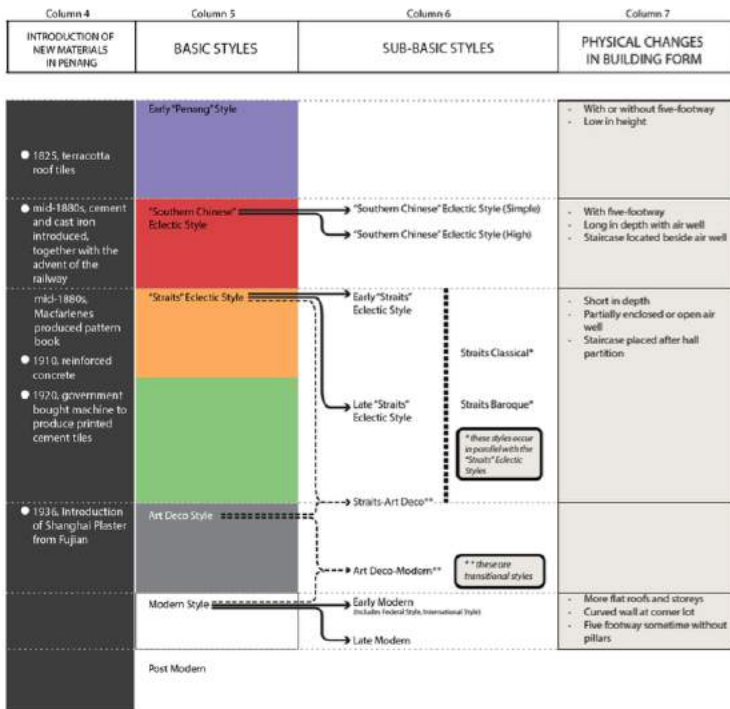 Column 4
Column 5
Column 6
Column 7
INTRODUCTION OF
NEW MATERIALS
IN PENANG
BASIC STYLES
SUB-BASIC STYLES
PHYSICAL CHANGES
IN BUILDING FORM
Early "Penang" Style
- With or without five-footway
- Low in height
1825, terracotta
roof tiles
mid-1880s, cement
and cast iron
introduced,
together with the
advent of the
railway
"Southern Chinese"
Eclectic Style
"Southern Chinese" Eclectic Style (Simple)
"Southern Chinese" Eclectic Style (High)
- With five-footway
- Long in depth with air well
- Staircase located beside air well
mid-1880s,
Macfarlenes
produced pattern
book
1910, reinforced
concrete
1920, government
bought machine to
produce printed
cement tiles
"Straits" Eclectic Style
Early "Straits"
Eclectic Style
Straits Classical*
Late "Straits"
Eclectic Style
Straits Baroque*
* these styles occur
in parallel with the
"Straits" Eclectic
Styles
Straits-Art Deco**
- Short in depth
- Partially enclosed or open air
well
- Staircase placed after hall
partition
1936, Introduction
of Shanghai Plaster
from Fujian
Art Deco Style
Art Deco-Modern**
** these are
transitional styles
Modern Style
Early Modern
(Includes Federal Style, International Style)
Late Modern
- More flat roofs and storeys
- Curved wall at corner lot
- Five footway sometime without
pillars
Post Modern